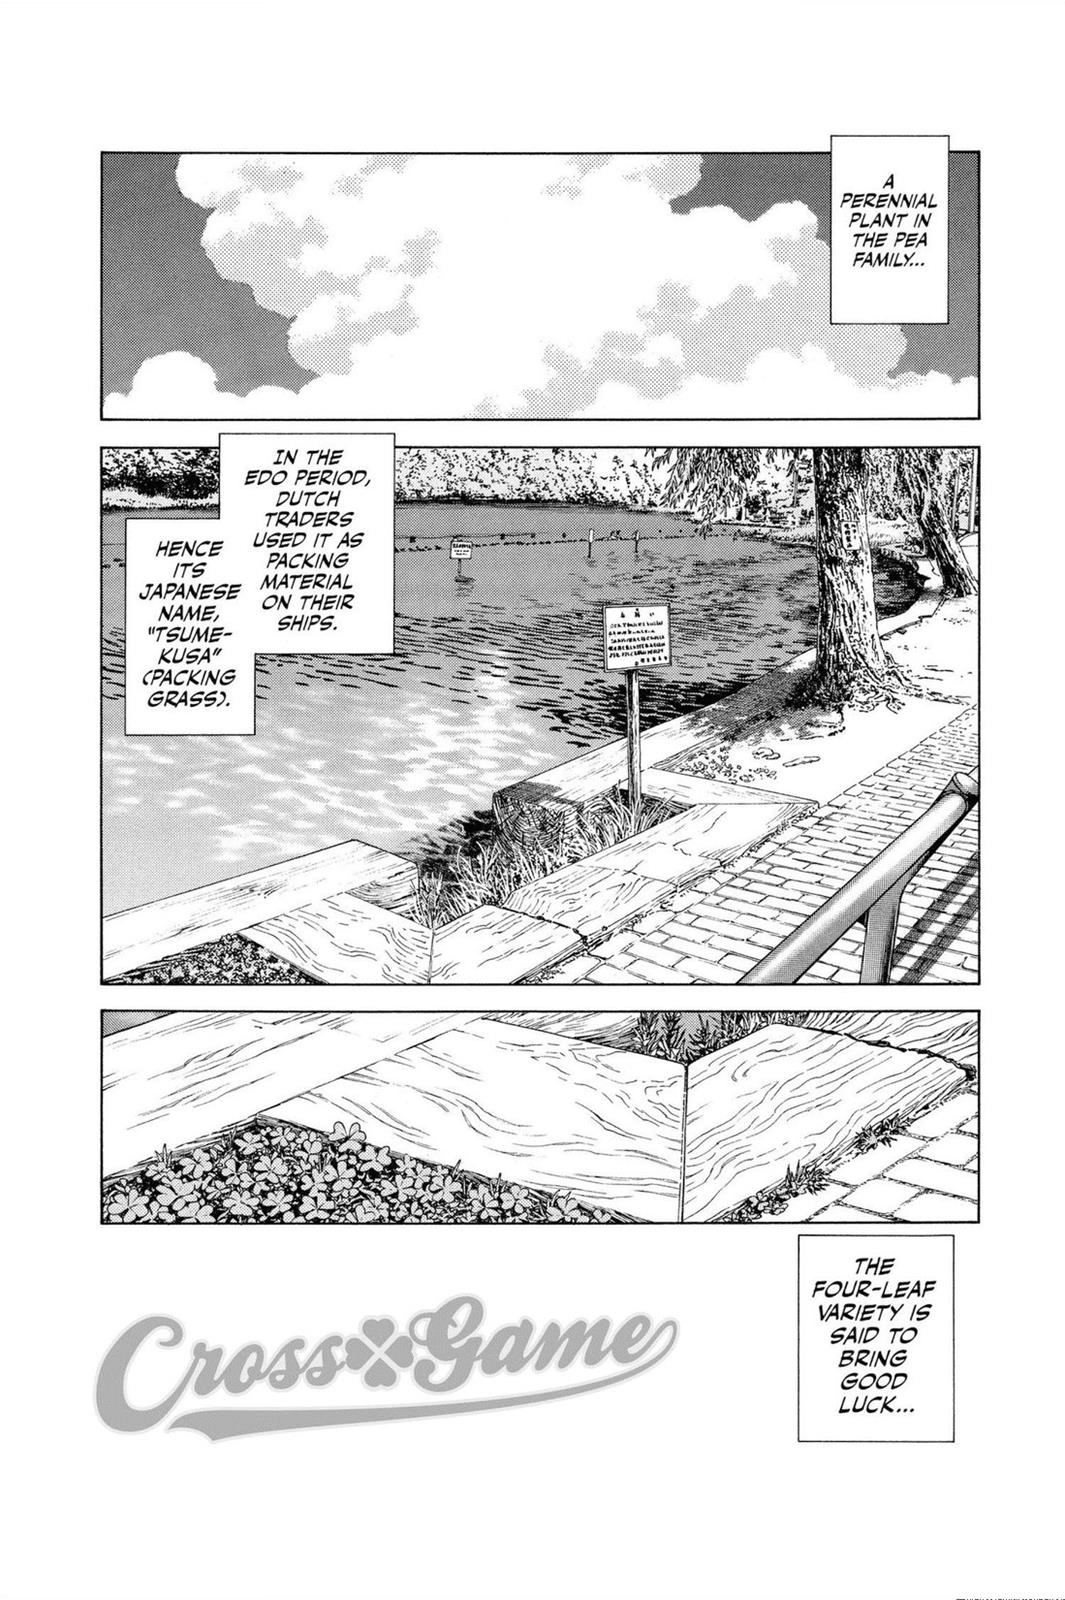 A
PERENNIAL
PLANT IN
THE PEA
FAMILY...
IN THE
EDO PERIOD,
DUTCH
TRADERS
USED IT AS
PACKING
MATERIAL
ON THEIR
SHIPS.
HENCE
ITS
JAPANESE
NAME,
"TSUME-
KUSA"
(PACKING
GRASS).
THE
FOUR-LEAF
VARIETY IS
SAID TO
BRING
GOOD
LUCK...
Cross Game